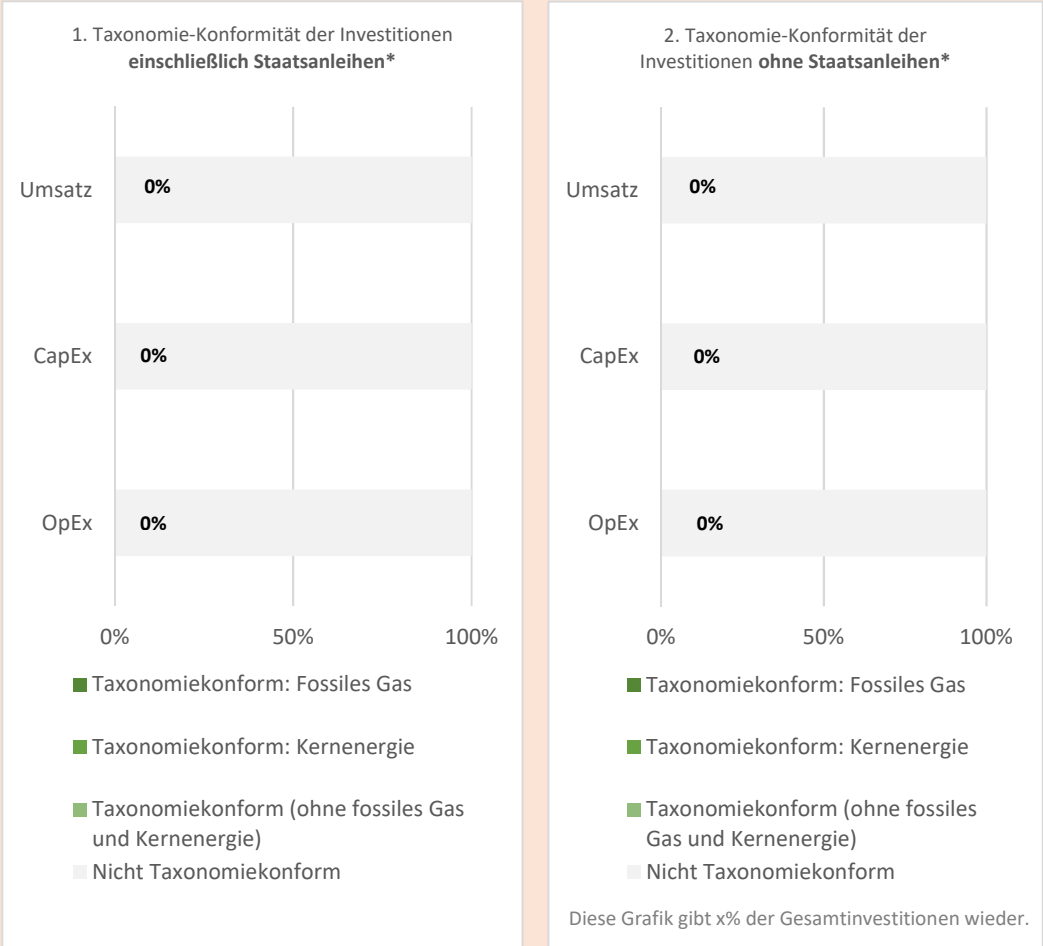 1. Taxonomie-Konformität der Investitionen
einschließlich Staatsanleihen*
Umsatz
0%
CapEx
0%
OpEx
0%
0%
50%
100%
Taxonomiekonform: Fossiles Gas
Taxonomiekonform: Kernenergie
Taxonomiekonform (ohne fossiles Gas
und Kernenergie)
Nicht Taxonomiekonform
2. Taxonomie-Konformität der
Investitionen ohne Staatsanleihen*
Umsatz
0%
CapEx
0%
OpEx
0%
0%
50%
100%
Taxonomiekonform: Fossiles Gas
Taxonomiekonform: Kernenergie
Taxonomiekonform (ohne fossiles
Gas und Kernenergie)
Nicht Taxonomiekonform
Diese Grafik gibt x% der Gesamtinvestitionen wieder.